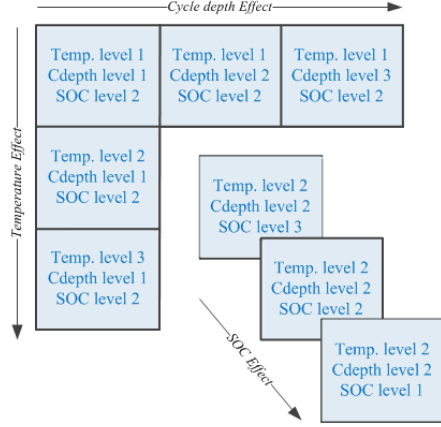 Cycle depth Effect
Temp. level 1
Cdepth level 1
SOC level 2
Temp. level 1
Cdepth level 2
SOC level 2
Temp. level 1
Cdepth level 3
SOC level 2
Temperature Effect
Temp. level 2
Cdepth level 1
SOC level 2
Temp. level 3
Cdepth level 1
SOC level 2
Temp. level 2
Cdepth level 2
SOC level 3
Temp. level 2
Cdepth level 2
SOC level 2
Temp. level 2
Cdepth level 2
SOC level 1
SOC Effect